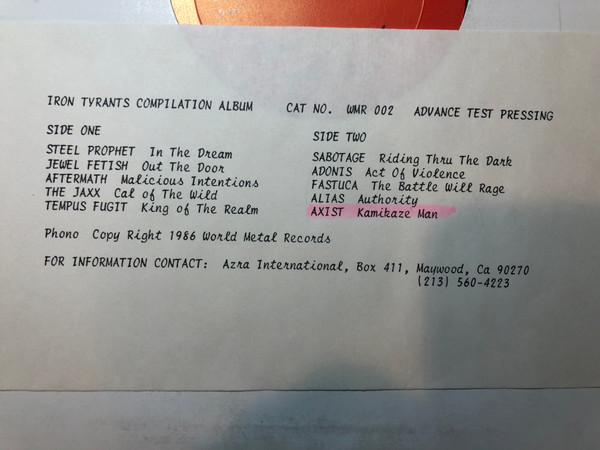 IRON TYRANTS COMPILATION ALBUM CAT NO. WMR 002 ADVANCE TEST PRESSING
SIDE ONE
STEEL PROPHET In The Dream
JEWEL FETISH Out The Door
AFTERMATH Malicious Intentions
THE JAXX Cal of The Wild
TEMPUS FUGIT King of The Realm
SIDE TWO
SABOTAGE Riding Thru The Dark
ADONIS Act Of Violence
FASTUCA The Battle Will Rage
ALIAS Authority
AXIST Kamikaze Man
Phono Copy Right 1986 World Metal Records
FOR INFORMATION CONTACT: Azra International, Box 411, Maywood, Ca 90270
(213) 560-4223